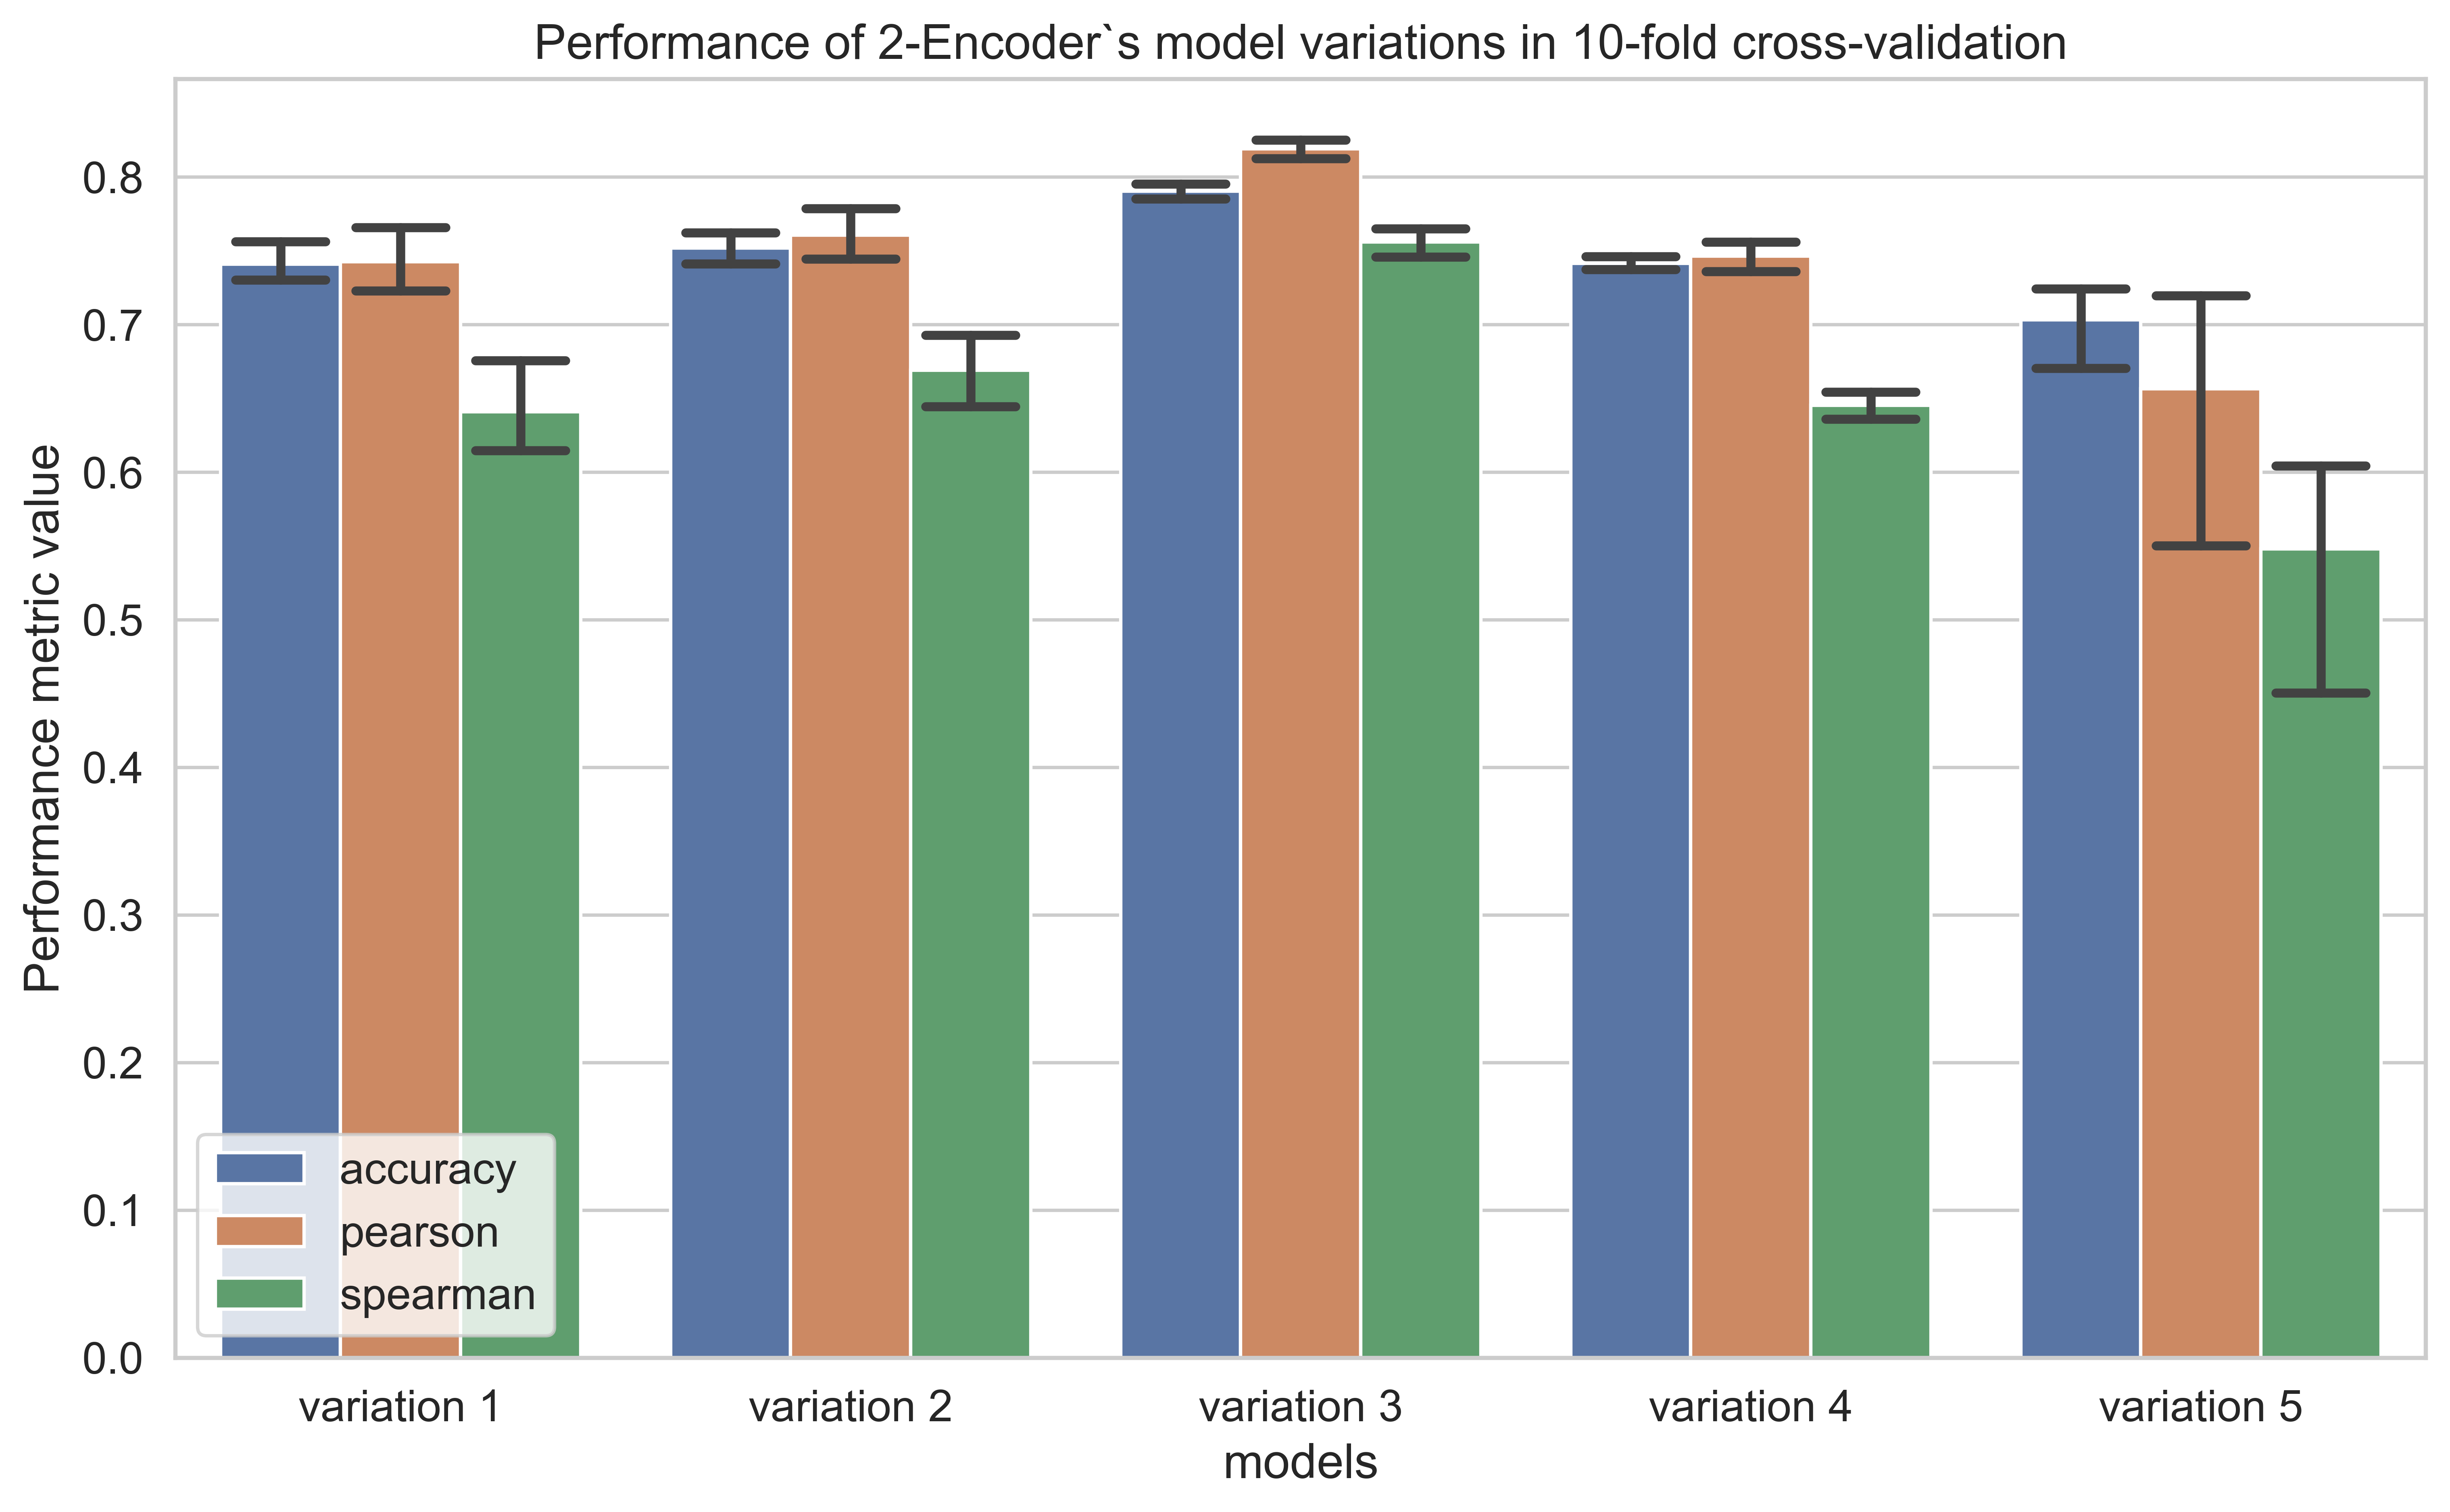 Performance of 2-Encoder`s model variations in 10-fold cross-validation
Performance metric value
0.8
0.7
0.6
0.5
0.4
0.3
0.2
0.1
0.0
accuracy
pearson
spearman
variation 1
variation 2
variation 3
variation 4
variation 5
models